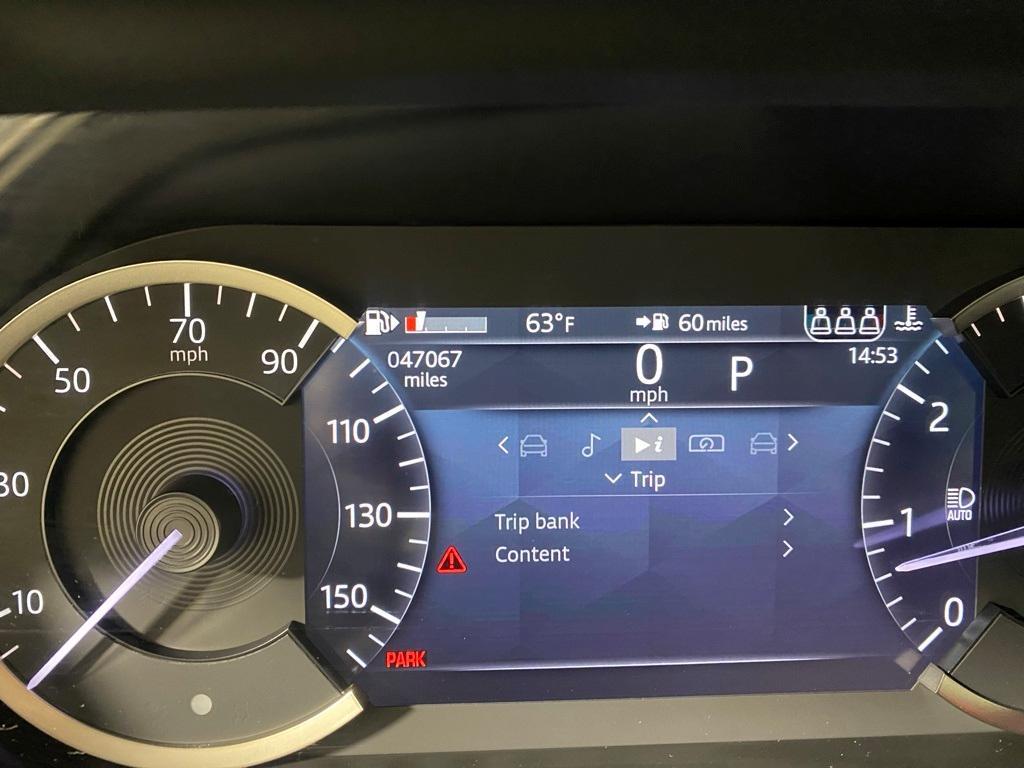 63°F
60 miles
047067
miles
0
mph
P
14:53
Trip
Trip bank
Content
PARK
10
30
50
70
mph
90
110
130
150
2
1
0
AUTO
i